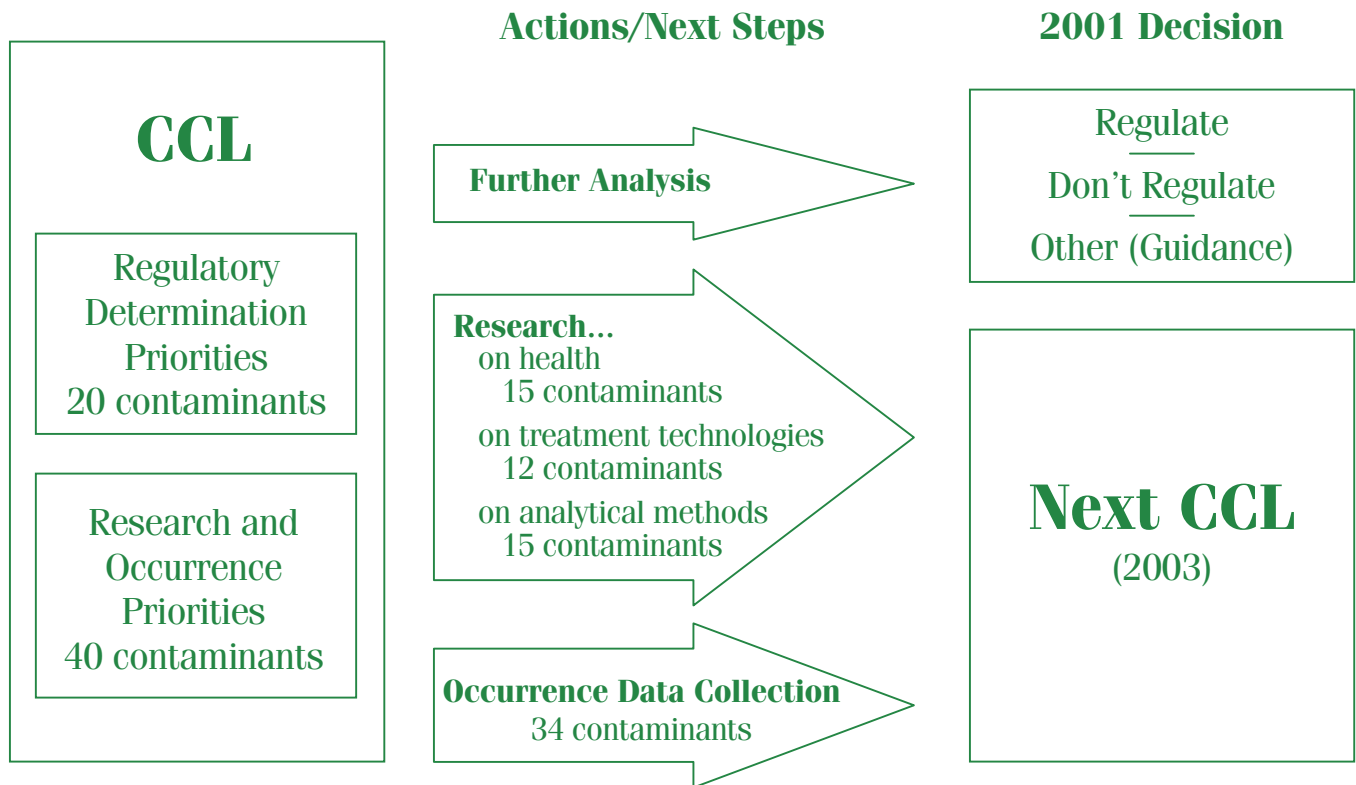 Actions/Next Steps
2001 Decision
CCL
Regulatory
Determination
Priorities
20 contaminants
Research and
Occurrence
Priorities
40 contaminants
Further Analysis
Research...
on health
15 contaminants
on treatment technologies
12 contaminants
on analytical methods
15 contaminants
Occurrence Data Collection
34 contaminants
Regulate
Don't Regulate
Other (Guidance)
Next CCL
(2003)